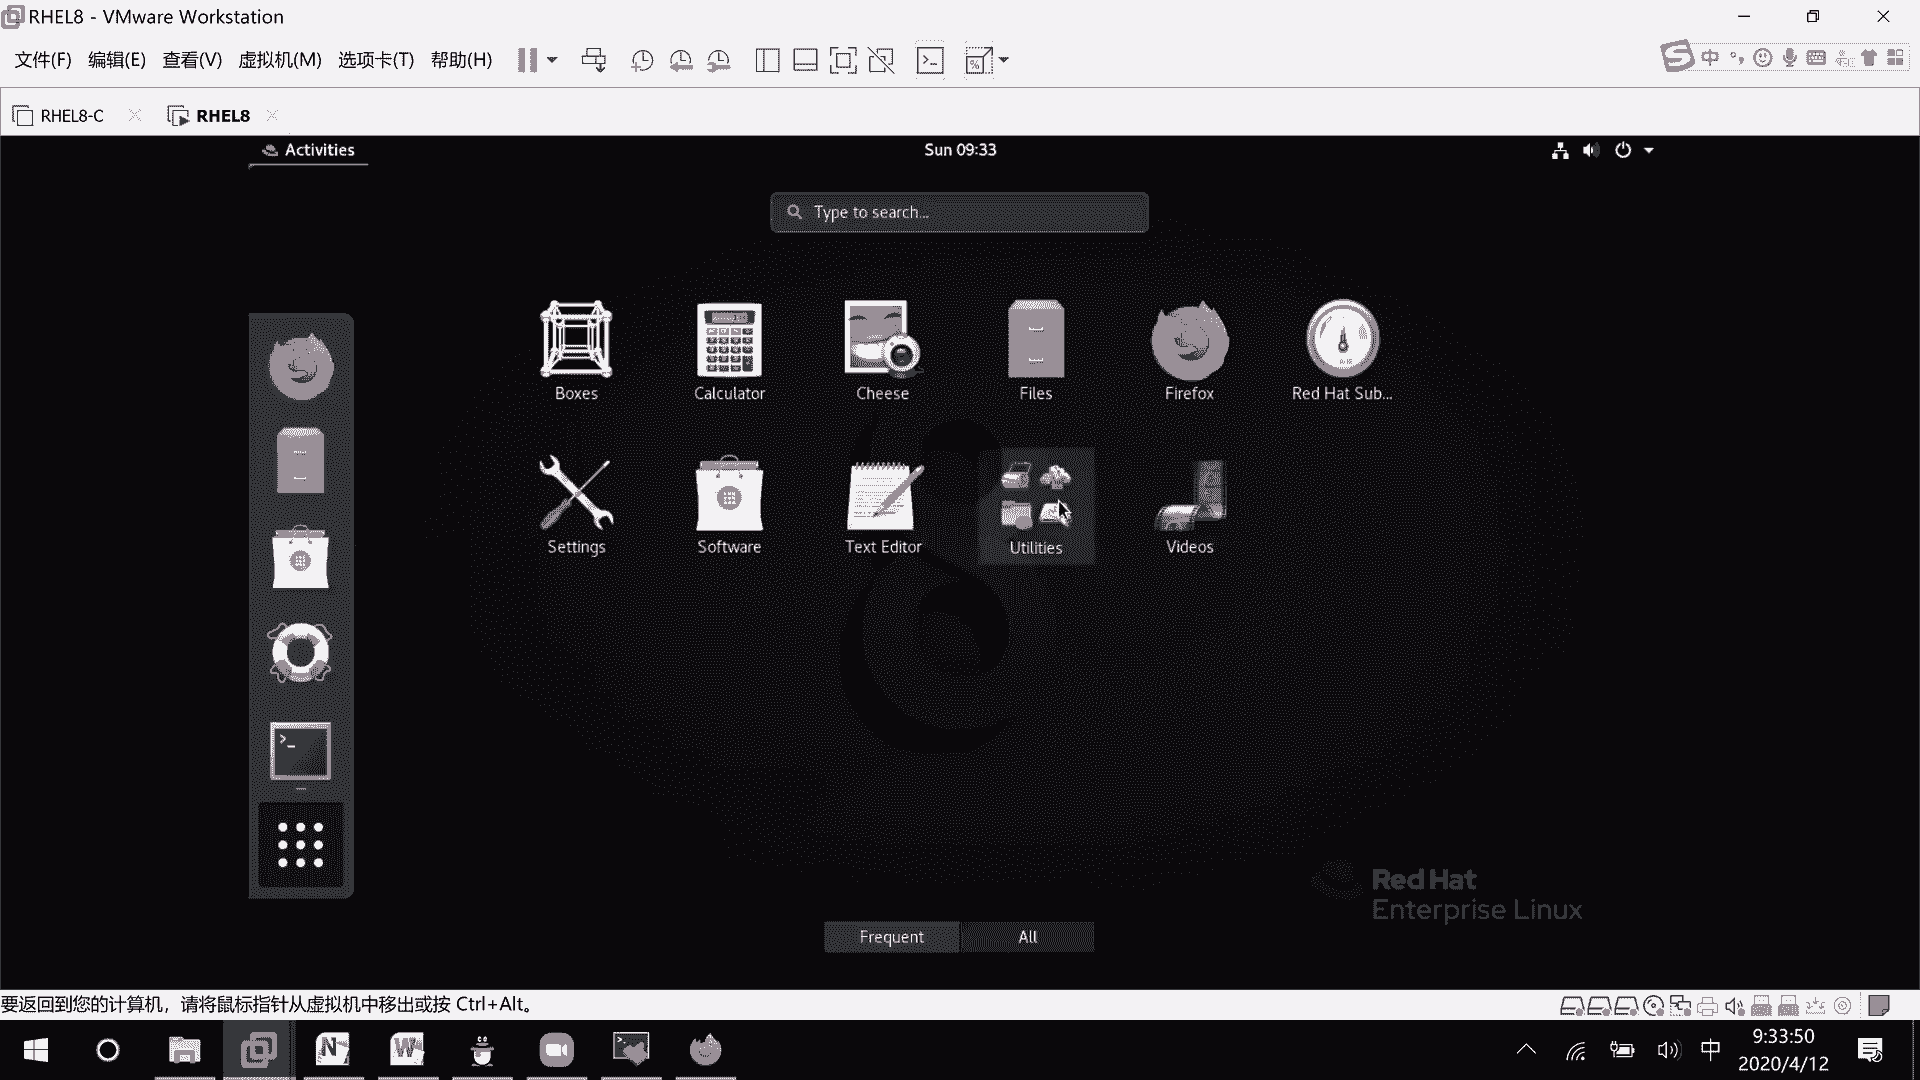 RHEL8 - VMware Workstation
文件(F) 编辑(E) 查看(V) 虚拟机(M) 选项卡(T) 帮助(H)
中
RHEL8-C
RHEL8
Activities
Sun 09:33
Type to search...
Boxes
Calculator
Cheese
Files
Firefox
Red Hat Sub...
Settings
Software
Text Editor
Utilities
Videos
Red Hat
Enterprise Linux
Frequent
All
要返回到您的计算机，请将鼠标指针从虚拟机中移出或按 Ctrl+Alt。
中
9:33:50
2020/4/12